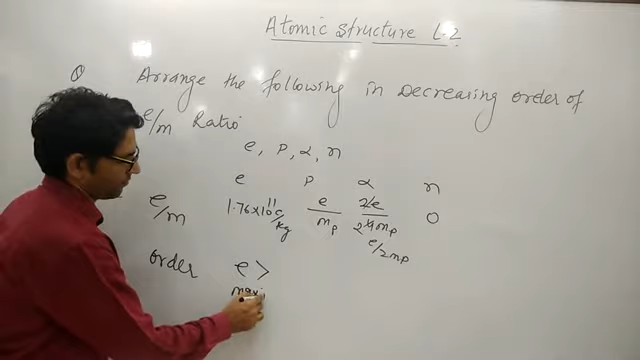 Atomic Structure L-2
Q Arrange the following in Decreasing order of
e/m Ratio
e, p, α, n
e p α n
e/m 1.76×10¹¹ c/kg e/mp 2e/4mp 0
e/2mp
order e >
maxi